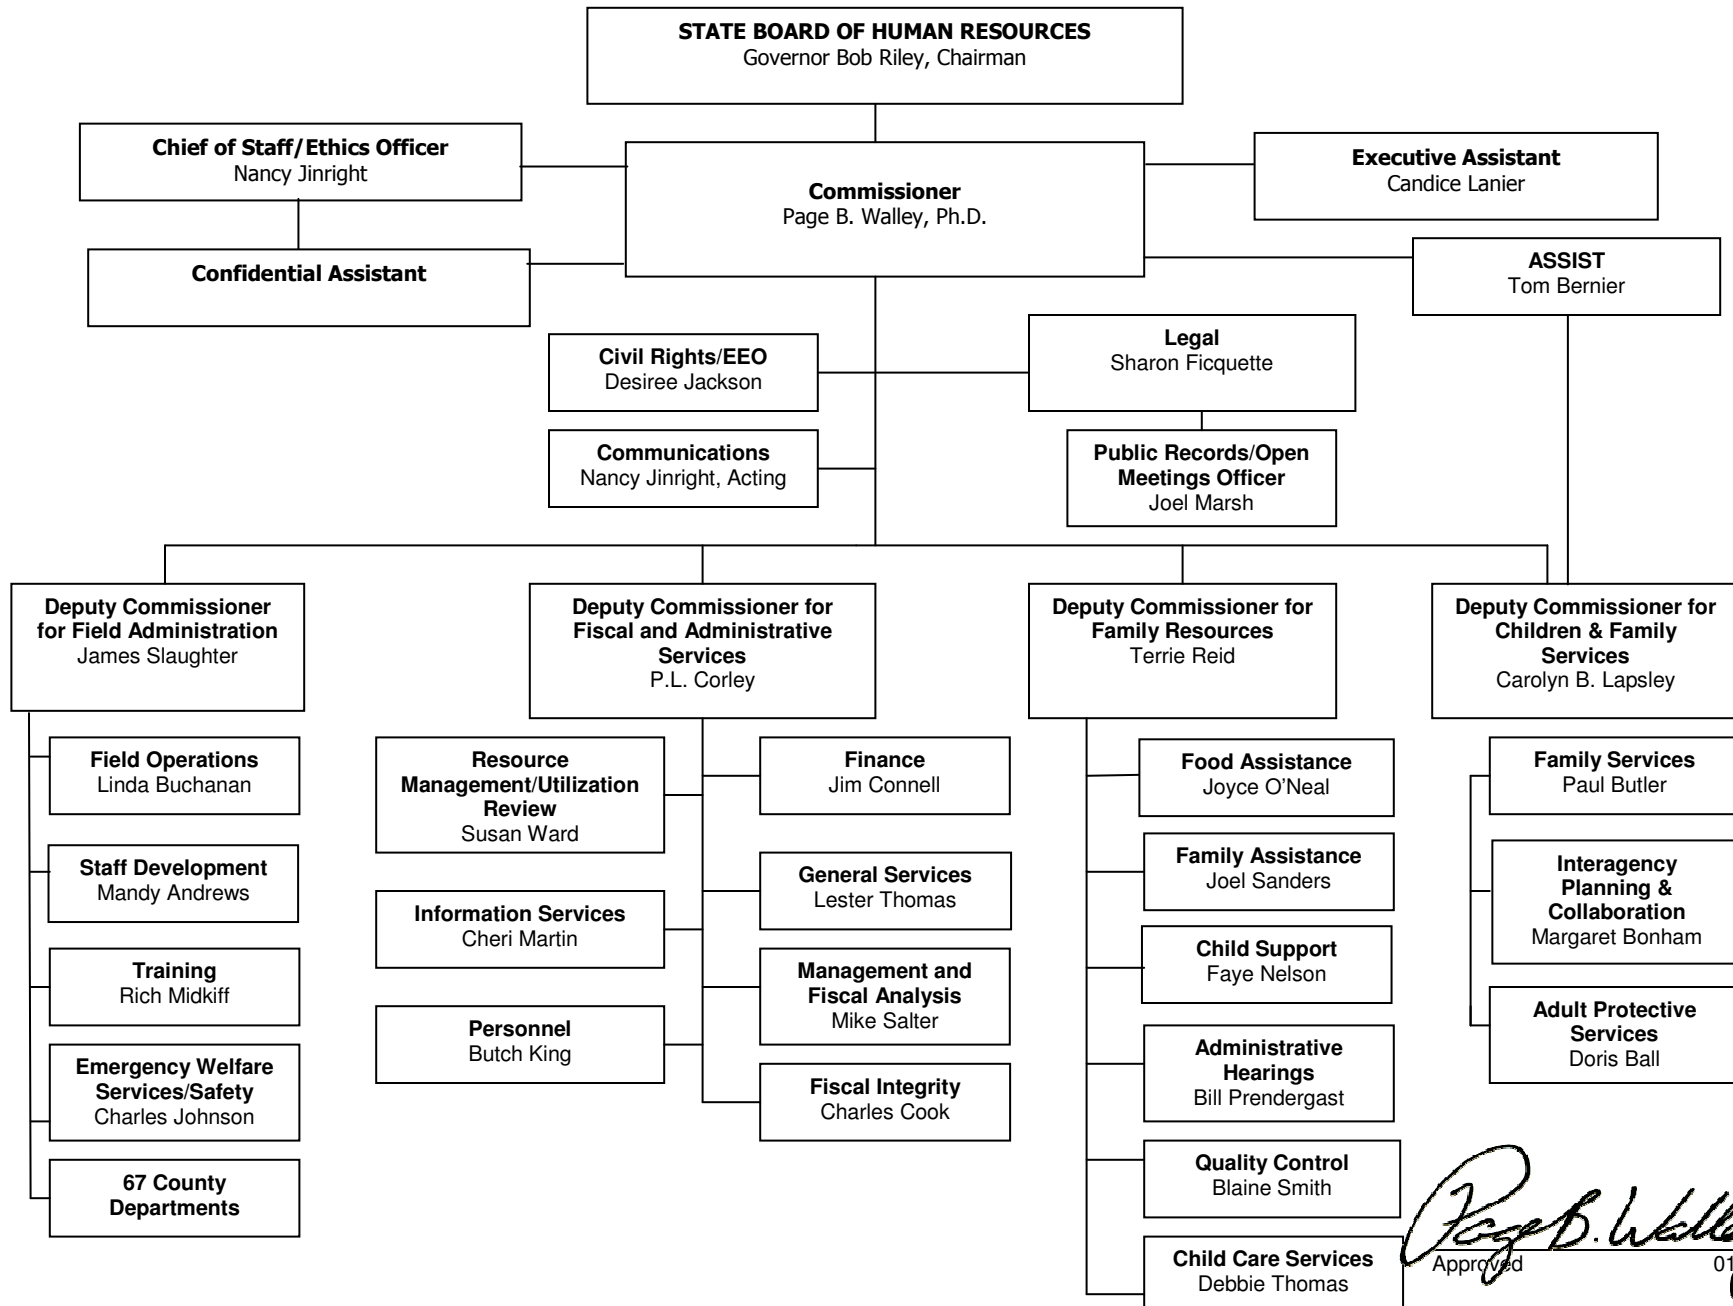 STATE BOARD OF HUMAN RESOURCES
Governor Bob Riley, Chairman
Chief of Staff/Ethics Officer
Nancy Jinright
Commissioner
Page B. Walley, Ph.D.
Executive Assistant
Candice Lanier
Confidential Assistant
ASSIST
Tom Bernier
Civil Rights/EEO
Desiree Jackson
Legal
Sharon Ficquette
Communications
Nancy Jinright, Acting
Public Records/Open
Meetings Officer
Joel Marsh
Deputy Commissioner
for Field Administration
James Slaughter
Deputy Commissioner for
Fiscal and Administrative
Services
P.L. Corley
Deputy Commissioner for
Family Resources
Terrie Reid
Deputy Commissioner for
Children & Family
Services
Carolyn B. Lapsley
Field Operations
Linda Buchanan
Staff Development
Mandy Andrews
Training
Rich Midkiff
Emergency Welfare
Services/Safety
Charles Johnson
67 County
Departments
Resource
Management/Utilization
Review
Susan Ward
Information Services
Cheri Martin
Personnel
Butch King
Finance
Jim Connell
General Services
Lester Thomas
Management and
Fiscal Analysis
Mike Salter
Fiscal Integrity
Charles Cook
Food Assistance
Joyce O'Neal
Family Assistance
Joel Sanders
Child Support
Faye Nelson
Administrative
Hearings
Bill Prendergast
Quality Control
Blaine Smith
Child Care Services
Debbie Thomas
Family Services
Paul Butler
Interagency
Planning &
Collaboration
Margaret Bonham
Adult Protective
Services
Doris Ball
Page B. Walle
Approved 01